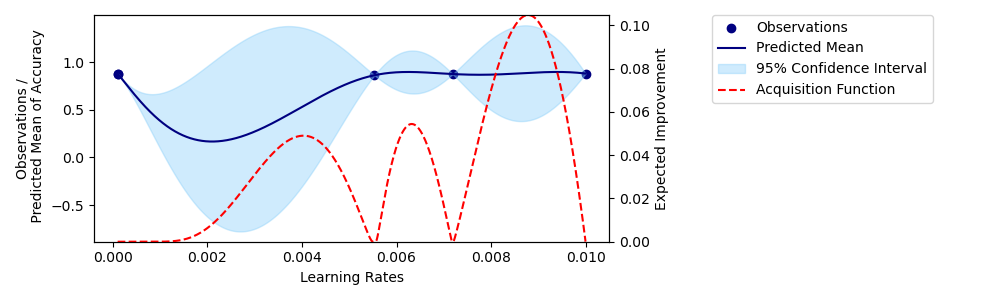 Observations /
Predicted Mean of Accuracy
1.0
0.5
0.0
−0.5
0.000
0.002
0.004
0.006
0.008
0.010
Learning Rates
0.10
0.08
0.06
0.04
0.02
0.00
Expected Improvement
Observations
Predicted Mean
95% Confidence Interval
Acquisition Function